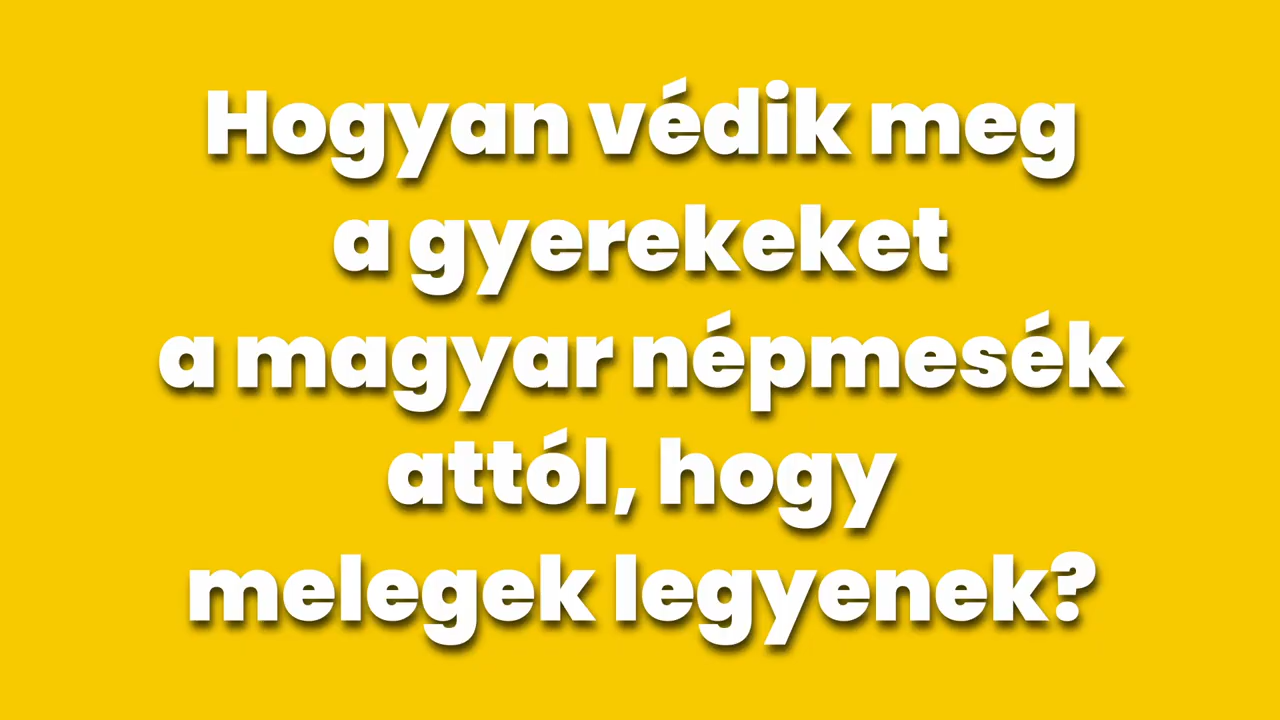 Hogyan védik meg
a gyerekeket
a magyar népmesék
attól, hogy
melegek legyenek?